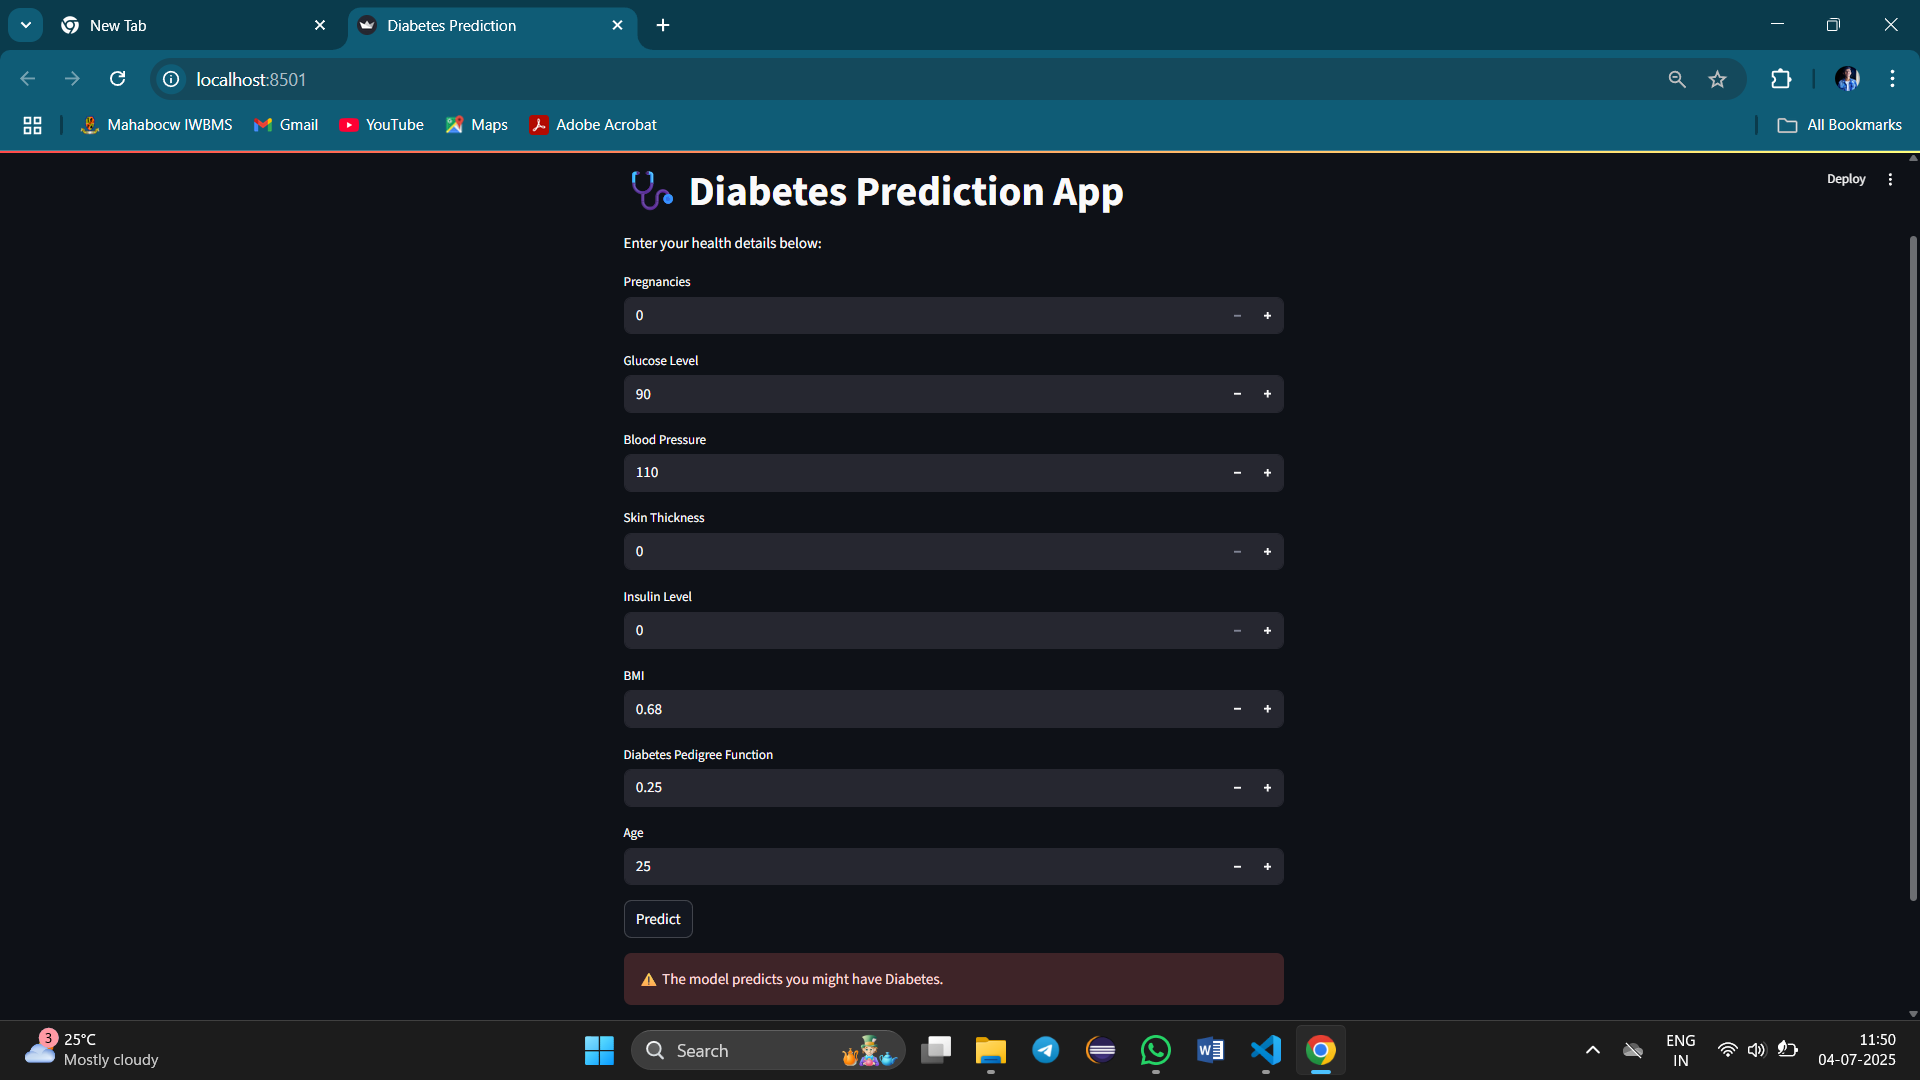 New Tab
Diabetes Prediction
localhost:8501
Mahabocw IWBMS
Gmail
YouTube
Maps
Adobe Acrobat
All Bookmarks
Deploy
Diabetes Prediction App
Enter your health details below:
Pregnancies
0
Glucose Level
90
Blood Pressure
110
Skin Thickness
0
Insulin Level
0
BMI
0.68
Diabetes Pedigree Function
0.25
Age
25
Predict
The model predicts you might have Diabetes.
3
25°C
Mostly cloudy
Search
ENG
IN
11:50
04-07-2025